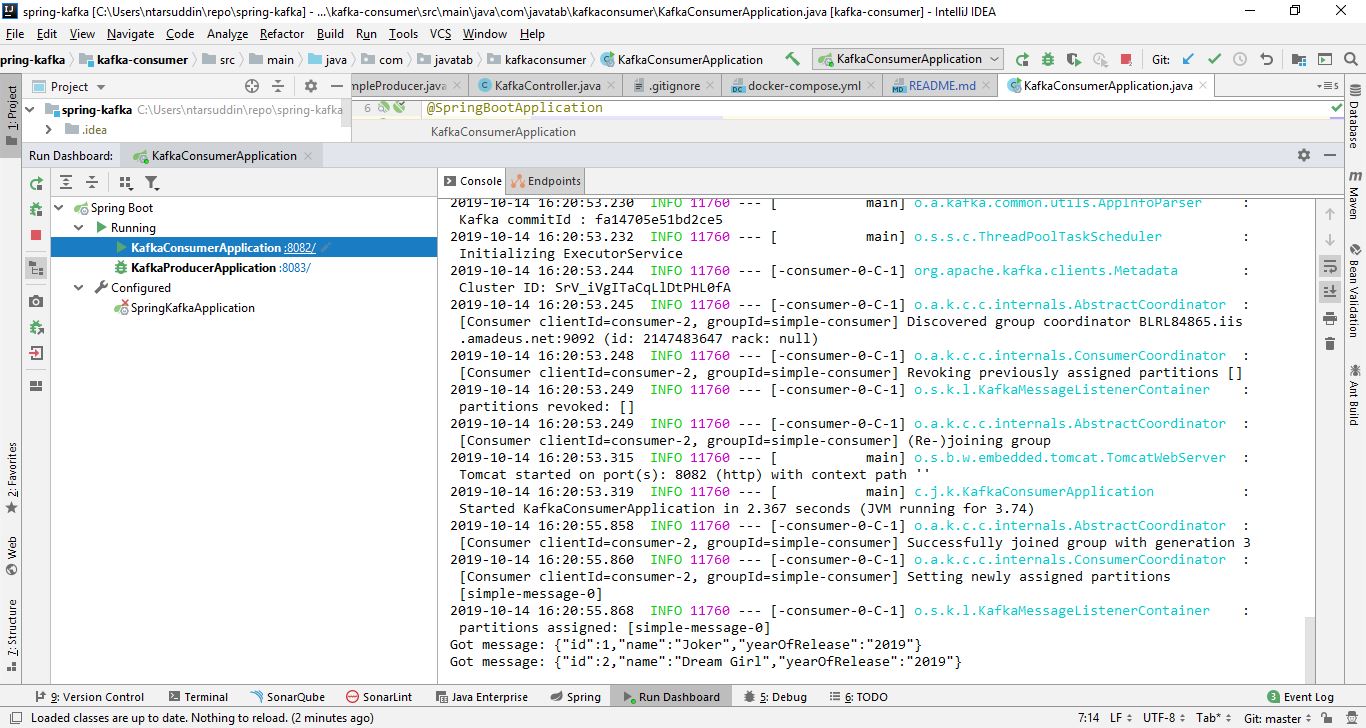 spring-kafka [C:\Users\ntarsuddin\repo\spring-kafka] - ...\kafka-consumer\src\main\java\com\javatab\kafkaconsumer\KafkaConsumerApplication.java [kafka-consumer] - IntelliJ IDEA
File Edit View Navigate Code Analyze Refactor Build Run Tools VCS Window Help
pring-kafka kafka-consumer src main java com javatab kafkaconsumer KafkaConsumerApplication KafkaConsumerApplication Git:
Project mpleProducer.java KafkaController.java .gitignore docker-compose.yml README.md KafkaConsumerApplication.java 5
spring-kafka C:\Users\ntarsuddin\repo\spring-kafka 6 @SpringBootApplication
.idea KafkaConsumerApplication
Run Dashboard: KafkaConsumerApplication
Console Endpoints
Spring Boot
Running
KafkaConsumerApplication :8082/
KafkaProducerApplication :8083/
Configured
SpringKafkaApplication
2019-10-14 16:20:53.230 INFO 11760 --- [ main] o.a.kafka.common.utils.AppInfoParser :
Kafka commitId : fa14705e51bd2ce5
2019-10-14 16:20:53.232 INFO 11760 --- [ main] o.s.s.c.ThreadPoolTaskScheduler :
Initializing ExecutorService
2019-10-14 16:20:53.244 INFO 11760 --- [-consumer-0-C-1] org.apache.kafka.clients.Metadata :
Cluster ID: SrV_iVgITaCqLlDtPHL0fA
2019-10-14 16:20:53.245 INFO 11760 --- [-consumer-0-C-1] o.a.k.c.c.internals.AbstractCoordinator :
[Consumer clientId=consumer-2, groupId=simple-consumer] Discovered group coordinator BLRL84865.iis
.amadeus.net:9092 (id: 2147483647 rack: null)
2019-10-14 16:20:53.248 INFO 11760 --- [-consumer-0-C-1] o.a.k.c.c.internals.ConsumerCoordinator :
[Consumer clientId=consumer-2, groupId=simple-consumer] Revoking previously assigned partitions []
2019-10-14 16:20:53.249 INFO 11760 --- [-consumer-0-C-1] o.s.k.l.KafkaMessageListenerContainer :
partitions revoked: []
2019-10-14 16:20:53.249 INFO 11760 --- [-consumer-0-C-1] o.a.k.c.c.internals.AbstractCoordinator :
[Consumer clientId=consumer-2, groupId=simple-consumer] (Re-)joining group
2019-10-14 16:20:53.315 INFO 11760 --- [ main] o.s.b.w.embedded.tomcat.TomcatWebServer :
Tomcat started on port(s): 8082 (http) with context path ''
2019-10-14 16:20:53.319 INFO 11760 --- [ main] c.j.k.KafkaConsumerApplication :
Started KafkaConsumerApplication in 2.367 seconds (JVM running for 3.74)
2019-10-14 16:20:55.858 INFO 11760 --- [-consumer-0-C-1] o.a.k.c.c.internals.AbstractCoordinator :
[Consumer clientId=consumer-2, groupId=simple-consumer] Successfully joined group with generation 3
2019-10-14 16:20:55.860 INFO 11760 --- [-consumer-0-C-1] o.a.k.c.c.internals.ConsumerCoordinator :
[Consumer clientId=consumer-2, groupId=simple-consumer] Setting newly assigned partitions
[simple-message-0]
2019-10-14 16:20:55.868 INFO 11760 --- [-consumer-0-C-1] o.s.k.l.KafkaMessageListenerContainer :
partitions assigned: [simple-message-0]
Got message: {"id":1,"name":"Joker","yearOfRelease":"2019"}
Got message: {"id":2,"name":"Dream Girl","yearOfRelease":"2019"}
1: Project
2: Favorites
Web
7: Structure
Database
Maven
Bean Validation
Ant Build
9: Version Control Terminal SonarQube SonarLint Java Enterprise Spring Run Dashboard 5: Debug 6: TODO 3 Event Log
Loaded classes are up to date. Nothing to reload. (2 minutes ago) 7:14 LF UTF-8 Tab* Git: master